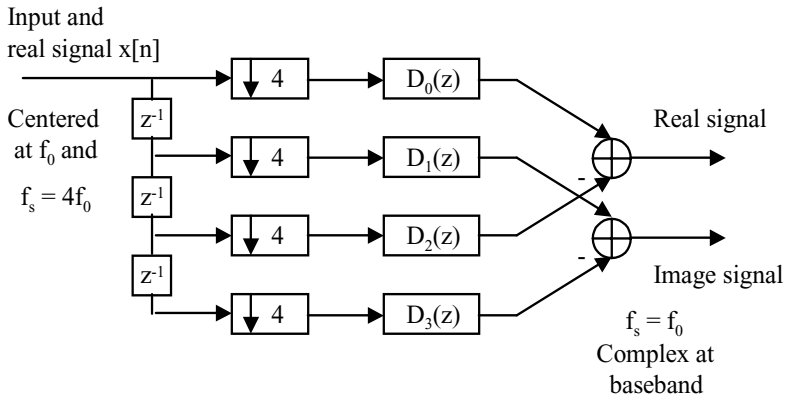 Input and
real signal x[n]
4
D₀(z)
Real signal
Centered
at f₀ and
fₛ = 4f₀
z⁻¹
4
D₁(z)
-
z⁻¹
4
D₂(z)
-
Image signal
z⁻¹
4
D₃(z)
fₛ = f₀
Complex at
baseband